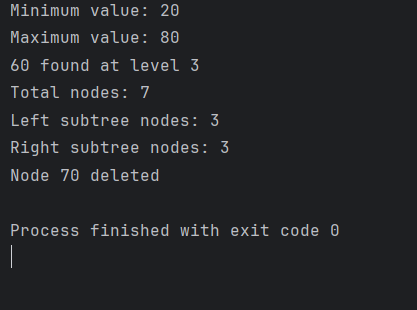 Minimum value: 20
Maximum value: 80
60 found at level 3
Total nodes: 7
Left subtree nodes: 3
Right subtree nodes: 3
Node 70 deleted
Process finished with exit code 0